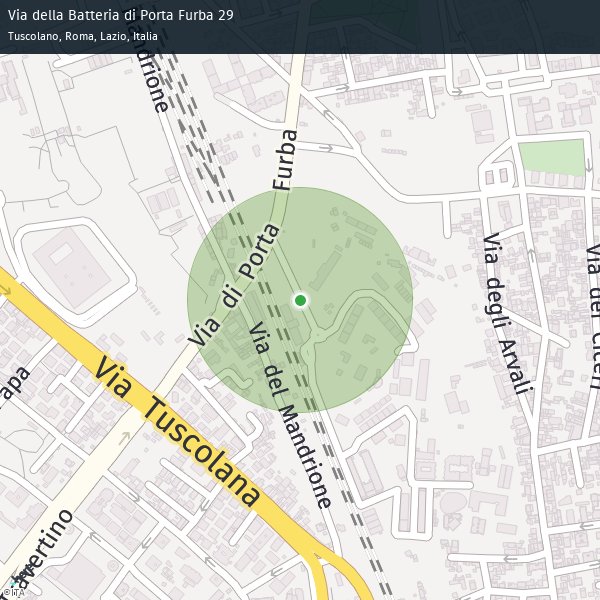 Via della Batteria di Porta Furba 29
Tuscolano, Roma, Lazio, Italia
Via di Porta Furba
Via degli Arvali
Via del Mandrione
Via Tuscolana